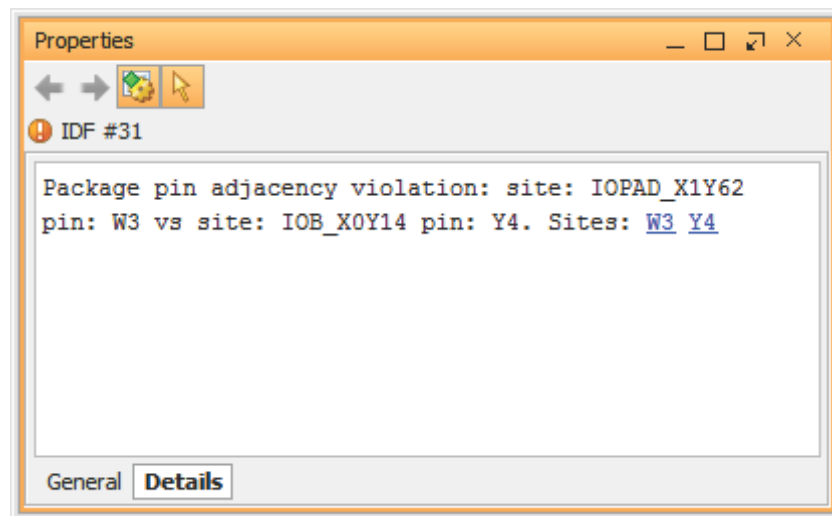 Properties
IDF #31
Package pin adjacency violation: site: IOPAD_X1Y62
pin: W3 vs site: IOB_X0Y14 pin: Y4. Sites: W3 Y4
General Details